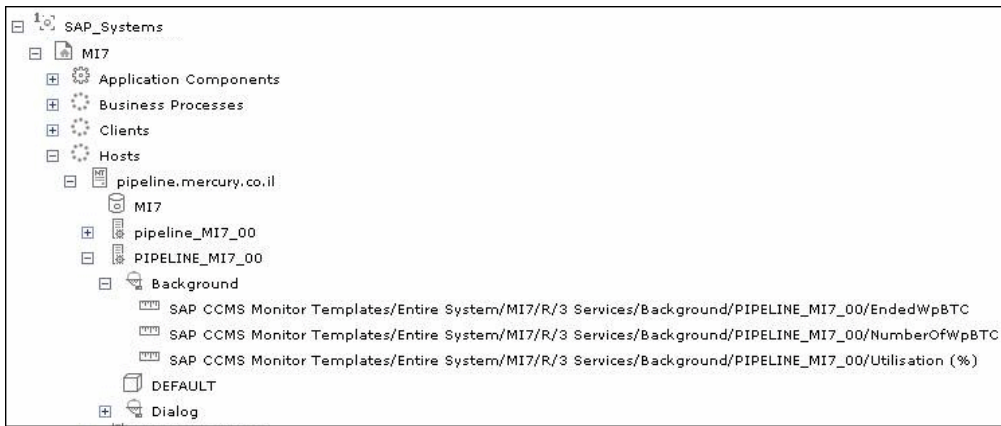 SAP_Systems
MI7
Application Components
Business Processes
Clients
Hosts
pipeline.mercury.co.il
MI7
pipeline_MI7_00
PIPELINE_MI7_00
Background
SAP CCMS Monitor Templates/Entire System/MI7/R/3 Services/Background/PIPELINE_MI7_00/EndedWpBTC
SAP CCMS Monitor Templates/Entire System/MI7/R/3 Services/Background/PIPELINE_MI7_00/NumberOfWpBTC
SAP CCMS Monitor Templates/Entire System/MI7/R/3 Services/Background/PIPELINE_MI7_00/Utilisation (%)
DEFAULT
Dialog